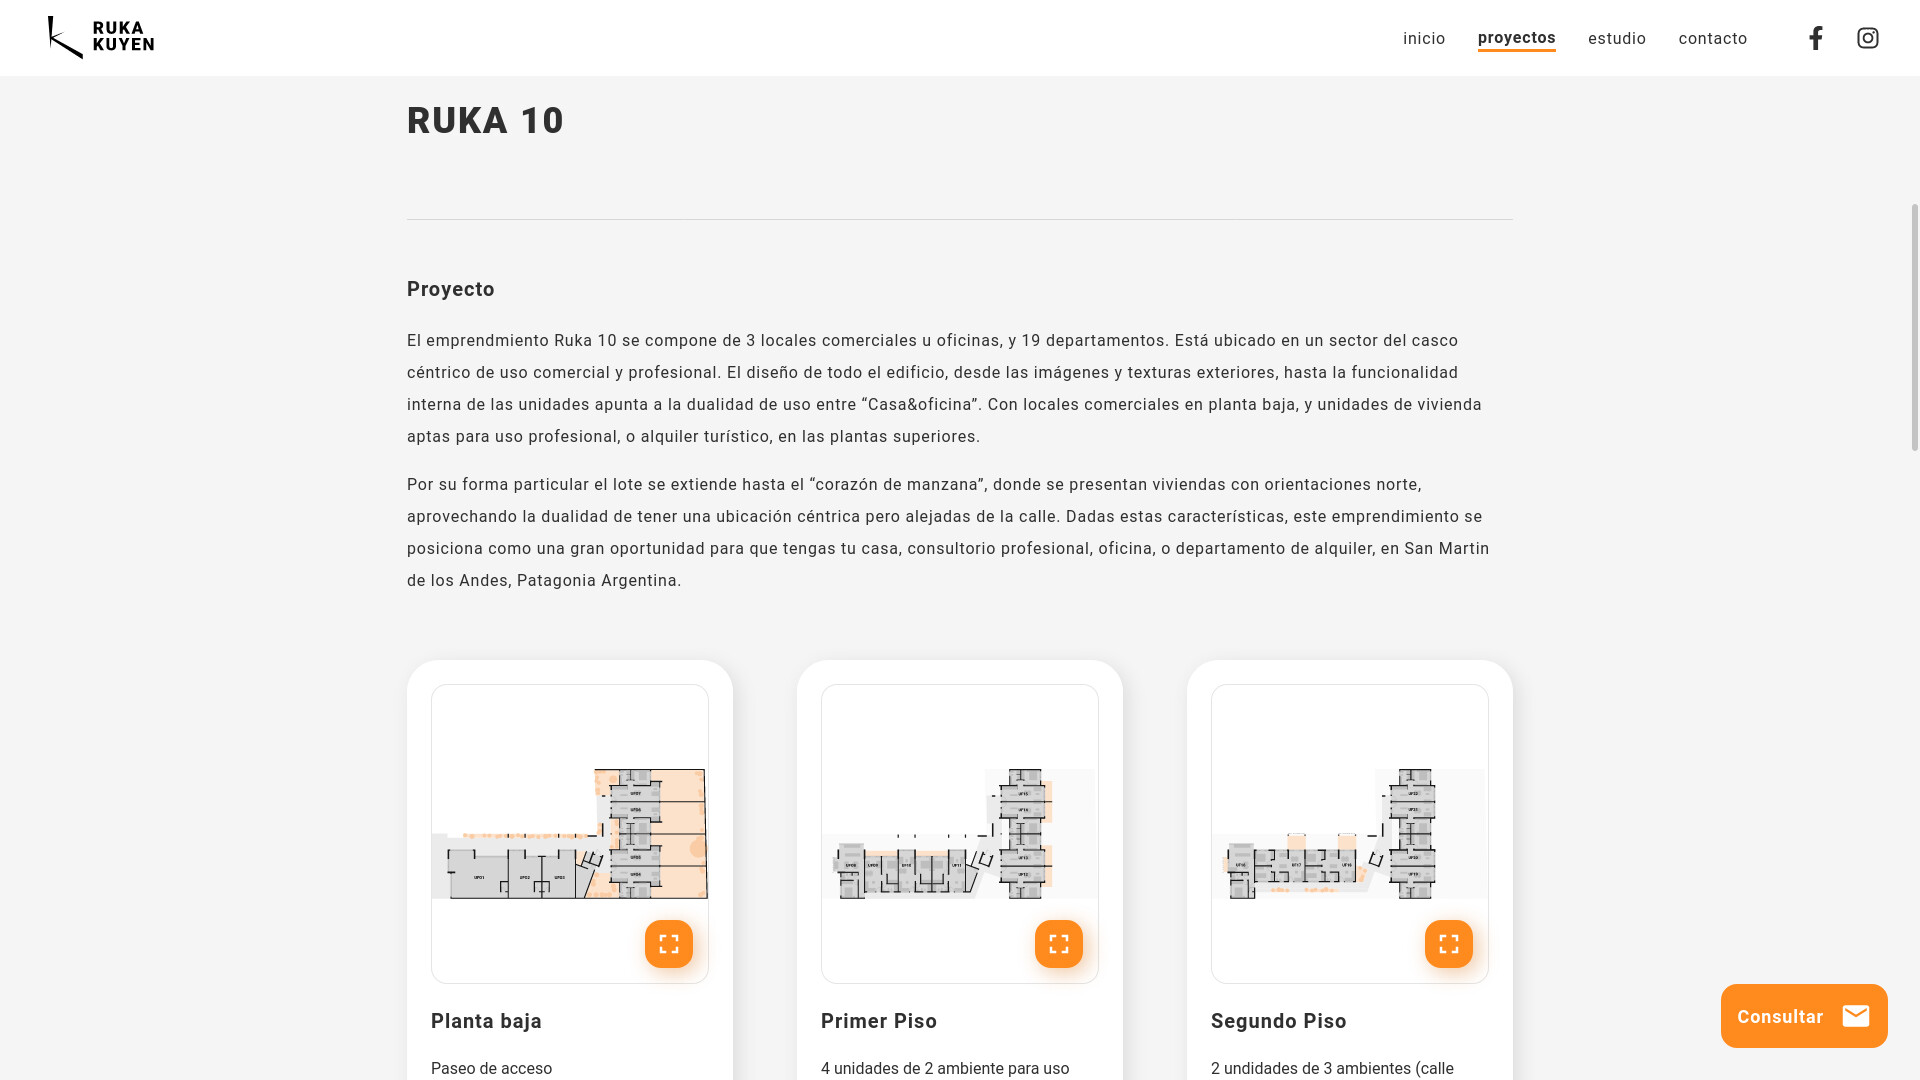 RUKA
KUYEN
inicio
proyectos
estudio
contacto
RUKA 10
Proyecto
El emprendmiento Ruka 10 se compone de 3 locales comerciales u oficinas, y 19 departamentos. Está ubicado en un sector del casco
céntrico de uso comercial y profesional. El diseño de todo el edificio, desde las imágenes y texturas exteriores, hasta la funcionalidad
interna de las unidades apunta a la dualidad de uso entre “Casa&oficina”. Con locales comerciales en planta baja, y unidades de vivienda
aptas para uso profesional, o alquiler turístico, en las plantas superiores.
Por su forma particular el lote se extiende hasta el “corazón de manzana”, donde se presentan viviendas con orientaciones norte,
aprovechando la dualidad de tener una ubicación céntrica pero alejadas de la calle. Dadas estas características, este emprendimiento se
posiciona como una gran oportunidad para que tengas tu casa, consultorio profesional, oficina, o departamento de alquiler, en San Martin
de los Andes, Patagonia Argentina.
Planta baja
Paseo de acceso
Primer Piso
4 unidades de 2 ambiente para uso
Segundo Piso
2 undidades de 3 ambientes (calle
Consultar